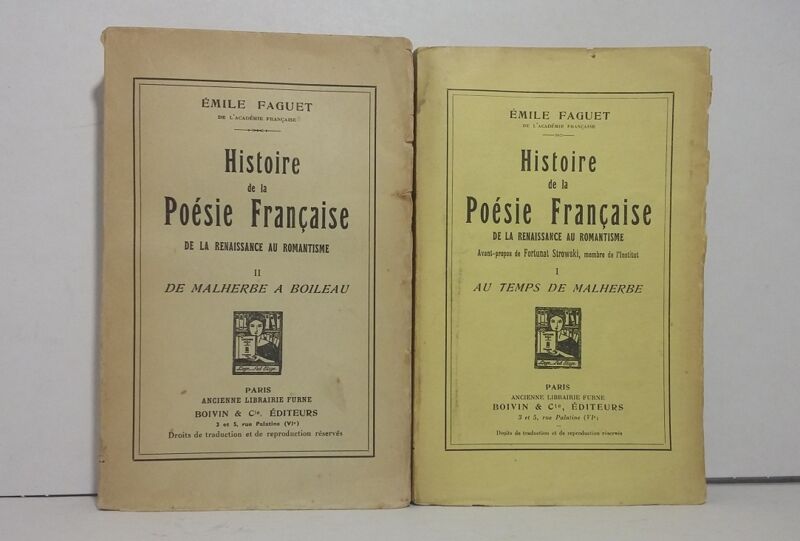 ÉMILE FAGUET
DE L'ACADÉMIE FRANÇAISE
Histoire
de la
Poésie Française
DE LA RENAISSANCE AU ROMANTISME
II
DE MALHERBE A BOILEAU
PARIS
ANCIENNE LIBRAIRIE FURNE
BOIVIN & Cie, ÉDITEURS
3 et 5, rue Palatine (VIe)
Droits de traduction et de reproduction réservés
ÉMILE FAGUET
DE L'ACADÉMIE FRANÇAISE
Histoire
de la
Poésie Française
DE LA RENAISSANCE AU ROMANTISME
Avant-propos de Fortunat Strowski, membre de l'Institut
I
AU TEMPS DE MALHERBE
PARIS
ANCIENNE LIBRAIRIE FURNE
BOIVIN & Cie, ÉDITEURS
3 et 5, rue Palatine (VIe)
Droits de traduction et de reproduction réservés